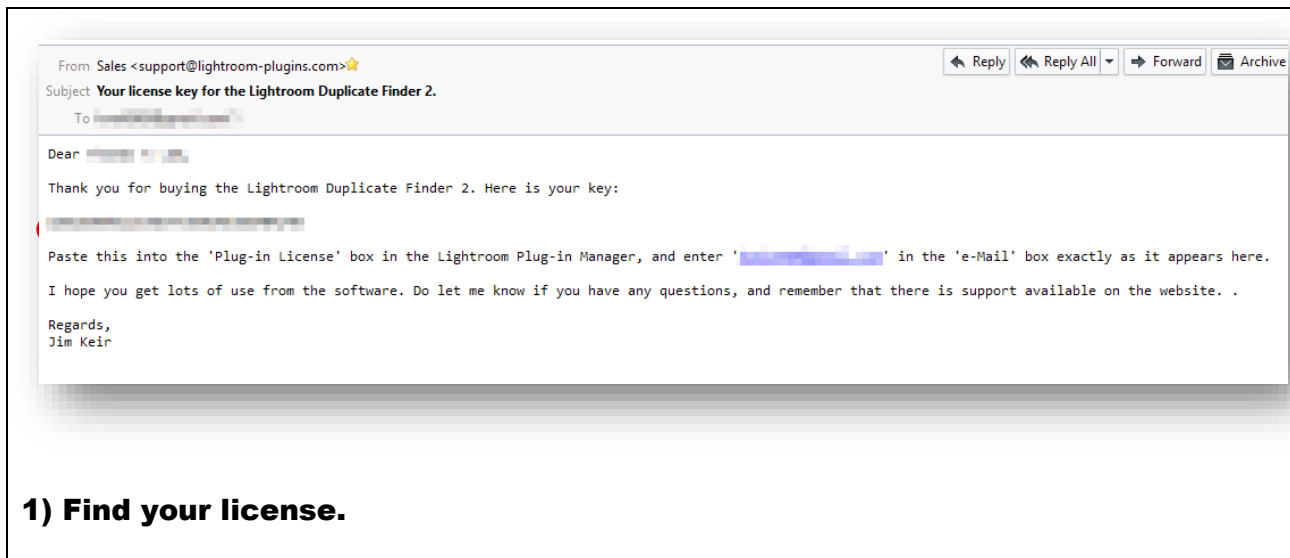 From Sales <support@lightroom-plugins.com>
Reply Reply All Forward Archive
Subject Your license key for the Lightroom Duplicate Finder 2.
To
Dear
Thank you for buying the Lightroom Duplicate Finder 2. Here is your key:
Paste this into the 'Plug-in License' box in the Lightroom Plug-in Manager, and enter '' in the 'e-Mail' box exactly as it appears here.
I hope you get lots of use from the software. Do let me know if you have any questions, and remember that there is support available on the website. .
Regards,
Jim Keir
1) Find your license.